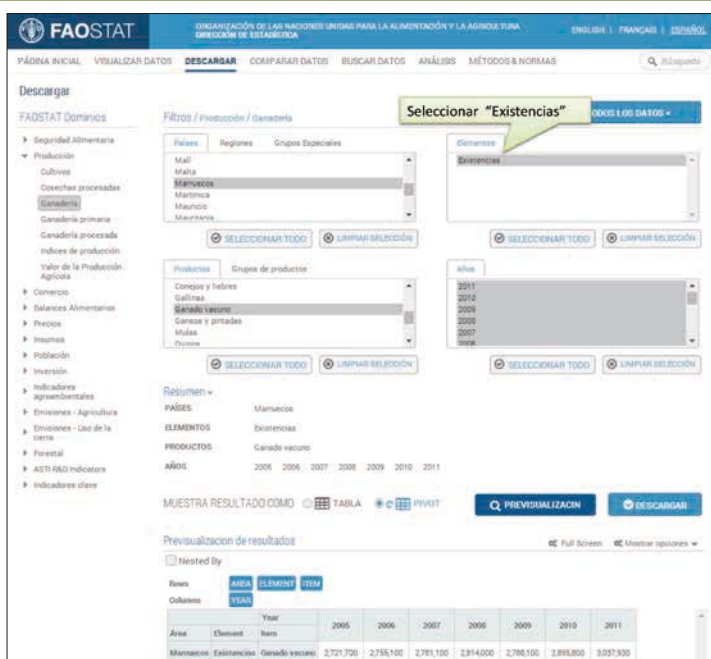 FAOSTAT
ORGANIZACIÓN DE LAS NACIONES UNIDAS PARA LA ALIMENTACIÓN Y LA AGRICULTURA
DIRECCIÓN DE ESTADÍSTICA
ENGLISH | FRANÇAIS | ESPAÑOL
PÁGINA INICIAL VISUALIZAR DATOS DESCARGAR COMPARAR DATOS BUSCAR DATOS ANÁLISIS MÉTODOS & NORMAS Búsqueda
Descargar
FAOSTAT Dominios
Seguridad Alimentaria
Producción
Cultivos
Cosechas procesadas
Ganadería
Ganadería primaria
Ganadería procesada
Indices de producción
Valor de la Producción
Agrícola
Comercio
Balances Alimentarios
Precios
Insumos
Población
Inversión
Indicadores
agroambientales
Emisiones - Agricultura
Emisiones - Uso de la
tierra
Forestal
ASTI R&D Indicators
Indicadores clave
Filtros / Producción / Ganadería
Seleccionar "Existencias"
ODOS LOS DATOS
Países Regiones Grupos Especiales
Malí
Malta
Marruecos
Martinica
Mauricio
Mauritania
SELECCIONAR TODO LIMPIAR SELECCIÓN
Elementos
Existencias
SELECCIONAR TODO LIMPIAR SELECCIÓN
Productos Grupos de productos
Conejos y liebres
Gallinas
Ganado vacuno
Gansos y pintadas
Mulas
SELECCIONAR TODO LIMPIAR SELECCIÓN
Años
2011
2010
2009
2008
2007
2006
SELECCIONAR TODO LIMPIAR SELECCIÓN
Resumen
PAÍSES Marruecos
ELEMENTOS Existencias
PRODUCTOS Ganado vacuno
AÑOS 2005 2006 2007 2008 2009 2010 2011
MUESTRA RESULTADO COMO TABLA PIVOT PREVISUALIZACIN DESCARGAR
Previsualizacion de resultados Full Screen Mostrar opciones
Nested By
Rows AREA ELEMENT ITEM
Columns YEAR
Year
Area Element Item 2005 2006 2007 2008 2009 2010 2011
Marruecos Existencias Ganado vacuno 2,721,700 2,755,100 2,781,100 2,814,000 2,788,100 2,895,800 3,037,930